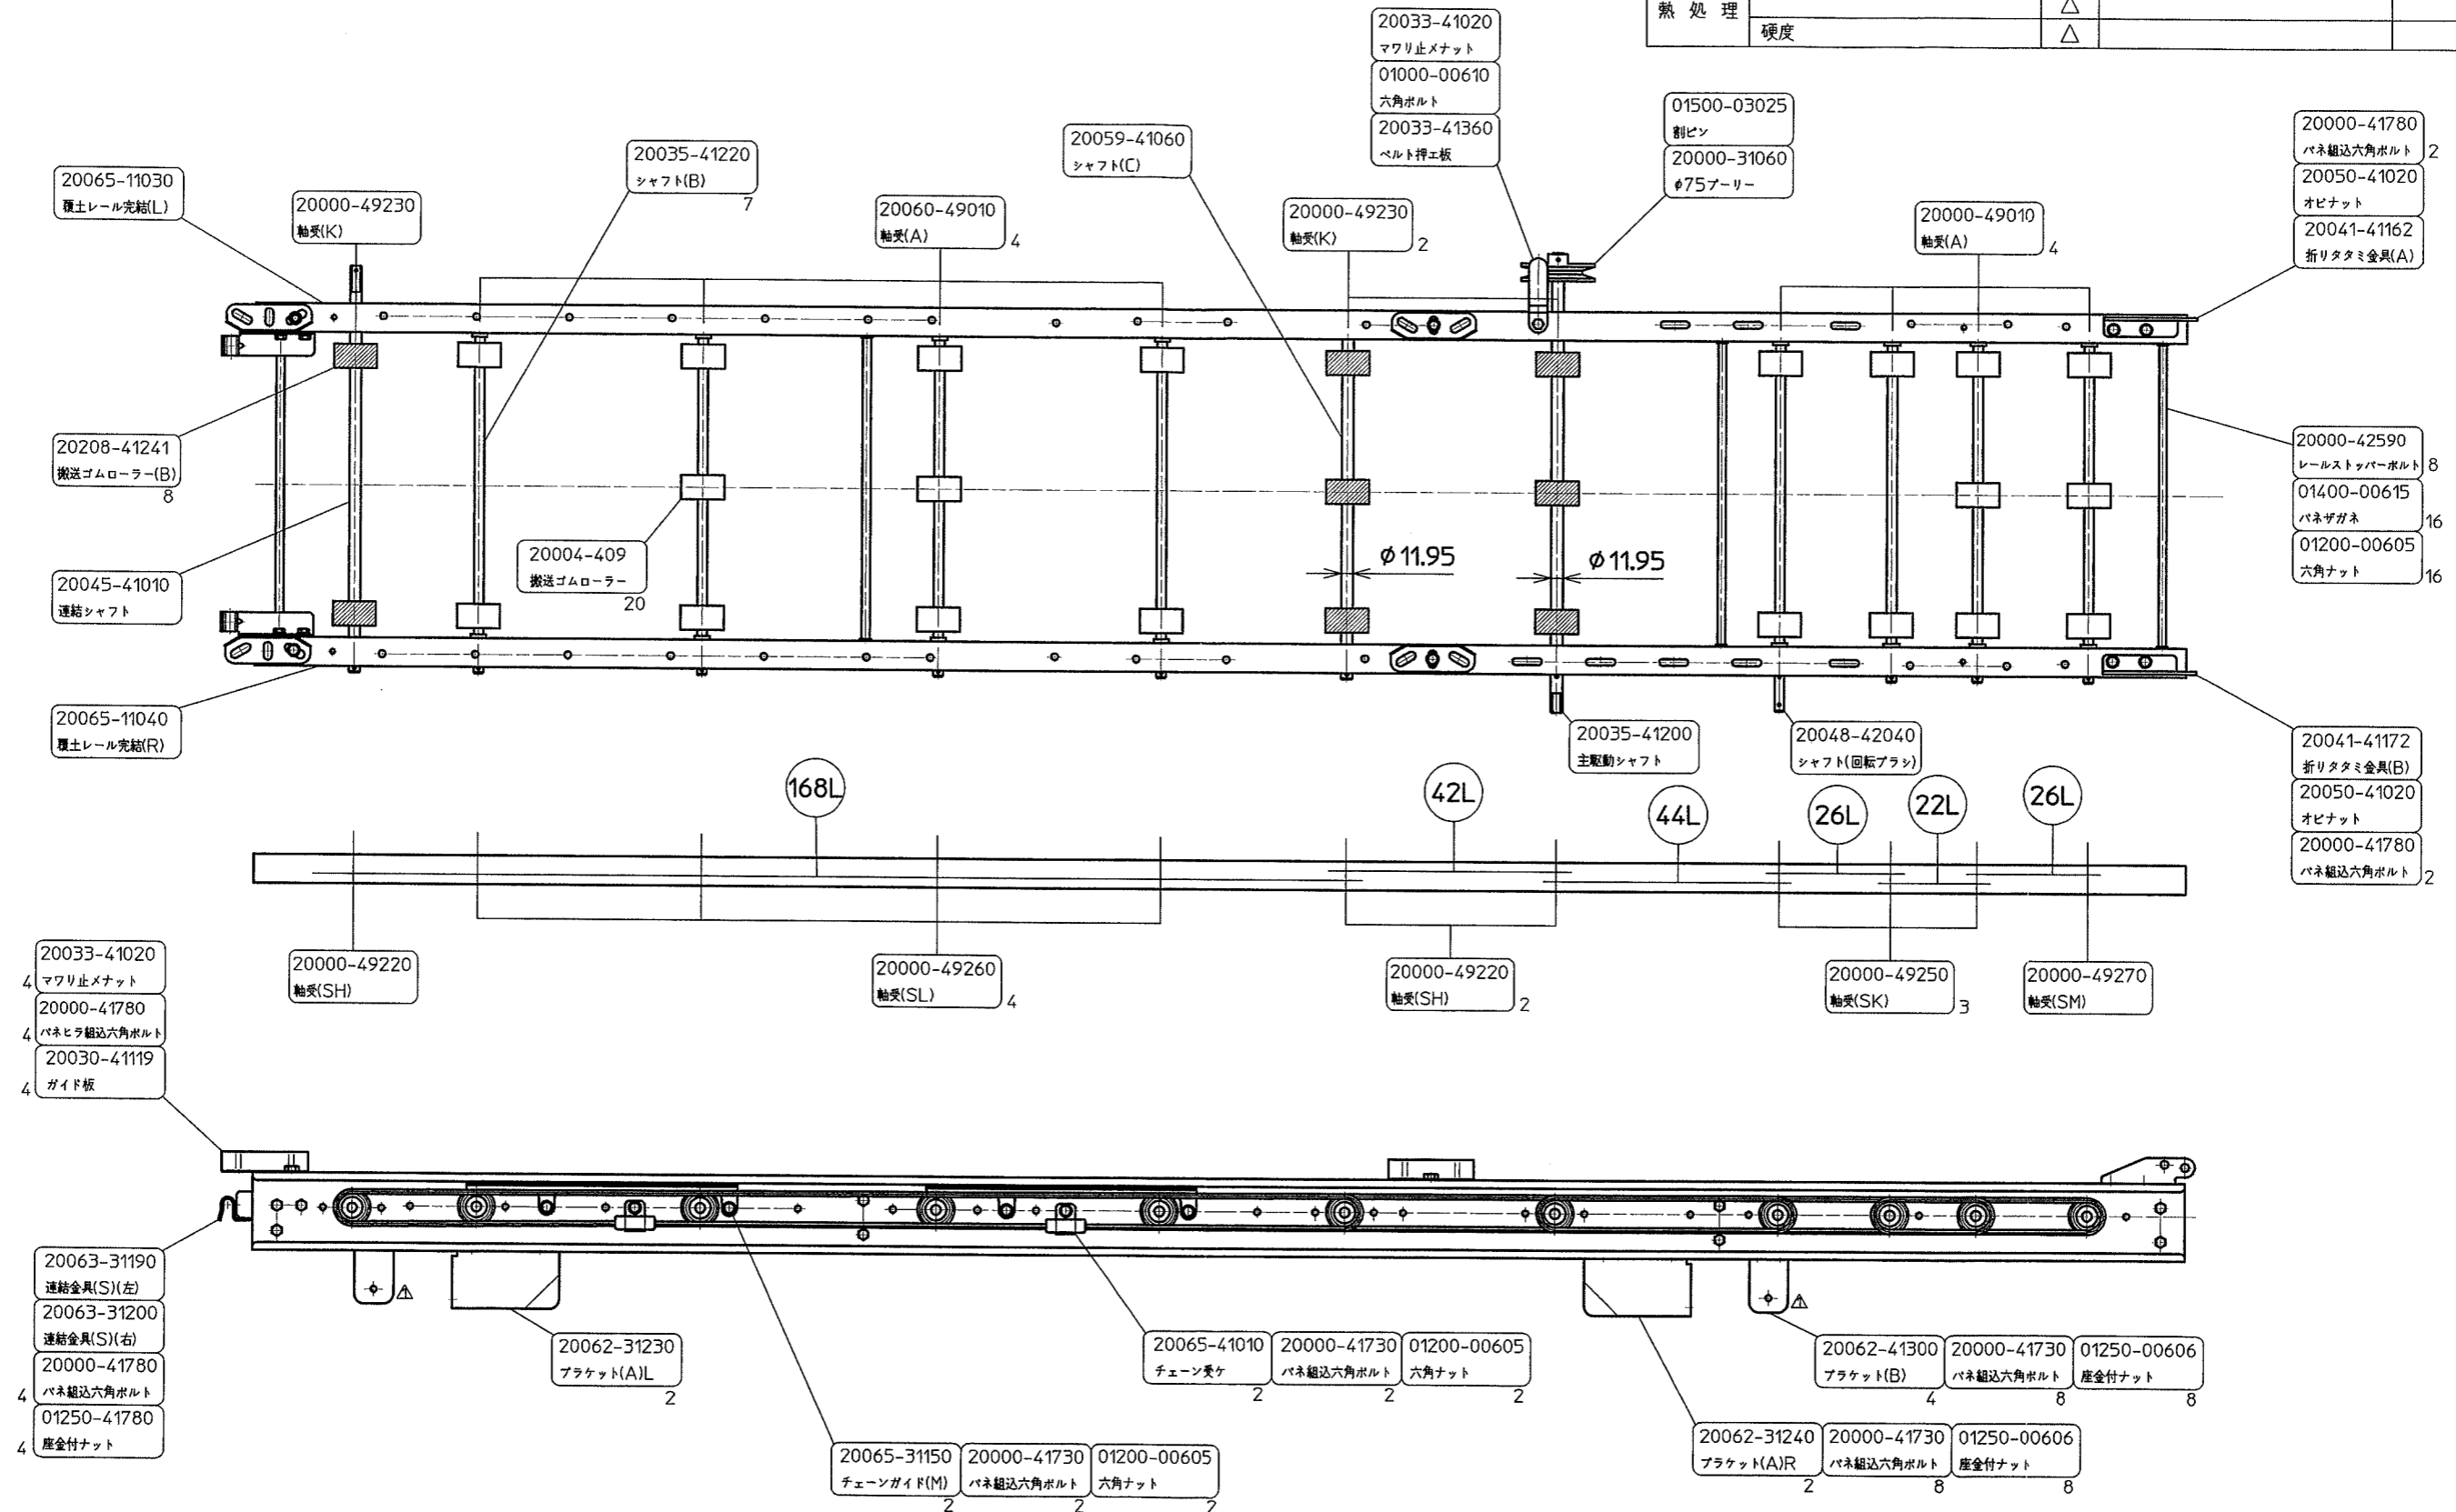 熱処理
△
硬度
△
20033-41020
マワリ止メナット
01000-00610
六角ボルト
20033-41360
ベルト押エ板
01500-03025
割ピン
20000-31060
φ75プーリー
20000-41780
バネ組込六角ボルト 2
20050-41020
オビナット
20041-41162
折リタタミ金具(A)
20065-11030
覆土レール完結(L)
20000-49230
軸受(K)
20035-41220
シャフト(B)
7
20060-49010
軸受(A) 4
20059-41060
シャフト(C)
20000-49230
軸受(K) 2
20000-49010
軸受(A) 4
20208-41241
搬送ゴムローラー(B)
8
20045-41010
連結シャフト
20004-409
搬送ゴムローラー
20
φ11.95
φ11.95
20000-42590
レールストッパーボルト 8
01400-00615
バネザガネ 16
01200-00605
六角ナット 16
20065-11040
覆土レール完結(R)
20035-41200
主駆動シャフト
20048-42040
シャフト(回転ブラシ)
20041-41172
折リタタミ金具(B)
20050-41020
オビナット
20000-41780
バネ組込六角ボルト 2
168L
42L
44L
26L
22L
26L
20000-49220
軸受(SH)
20000-49260
軸受(SL) 4
20000-49220
軸受(SH) 2
20000-49250
軸受(SK) 3
20000-49270
軸受(SM)
20033-41020
4 マワリ止メナット
20000-41780
4 バネヒラ組込六角ボルト
20030-41119
4 ガイド板
20063-31190
連結金具(S)(左)
20063-31200
連結金具(S)(右)
20000-41780
4 バネ組込六角ボルト
01250-41780
4 座金付ナット
20062-31230
ブラケット(A)L
2
20065-41010 20000-41730 01200-00605
チェーン受ケ バネ組込六角ボルト 六角ナット
2 2 2
20062-41300 20000-41730 01250-00606
ブラケット(B) バネ組込六角ボルト 座金付ナット
4 8 8
20065-31150 20000-41730 01200-00605
チェーンガイド(M) バネ組込六角ボルト 六角ナット
2 2 2
20062-31240 20000-41730 01250-00606
ブラケット(A)R バネ組込六角ボルト 座金付ナット
2 8 8